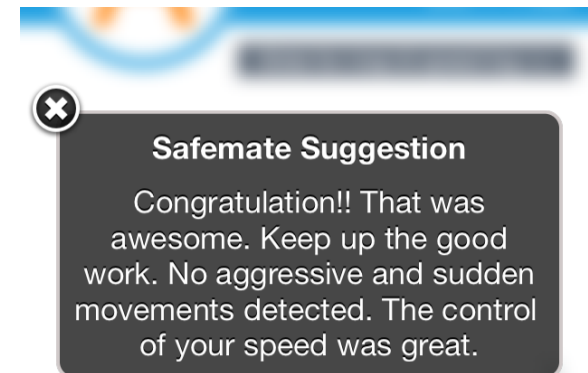 Safemate Suggestion
Congratulation!! That was
awesome. Keep up the good
work. No aggressive and sudden
movements detected. The control
of your speed was great.